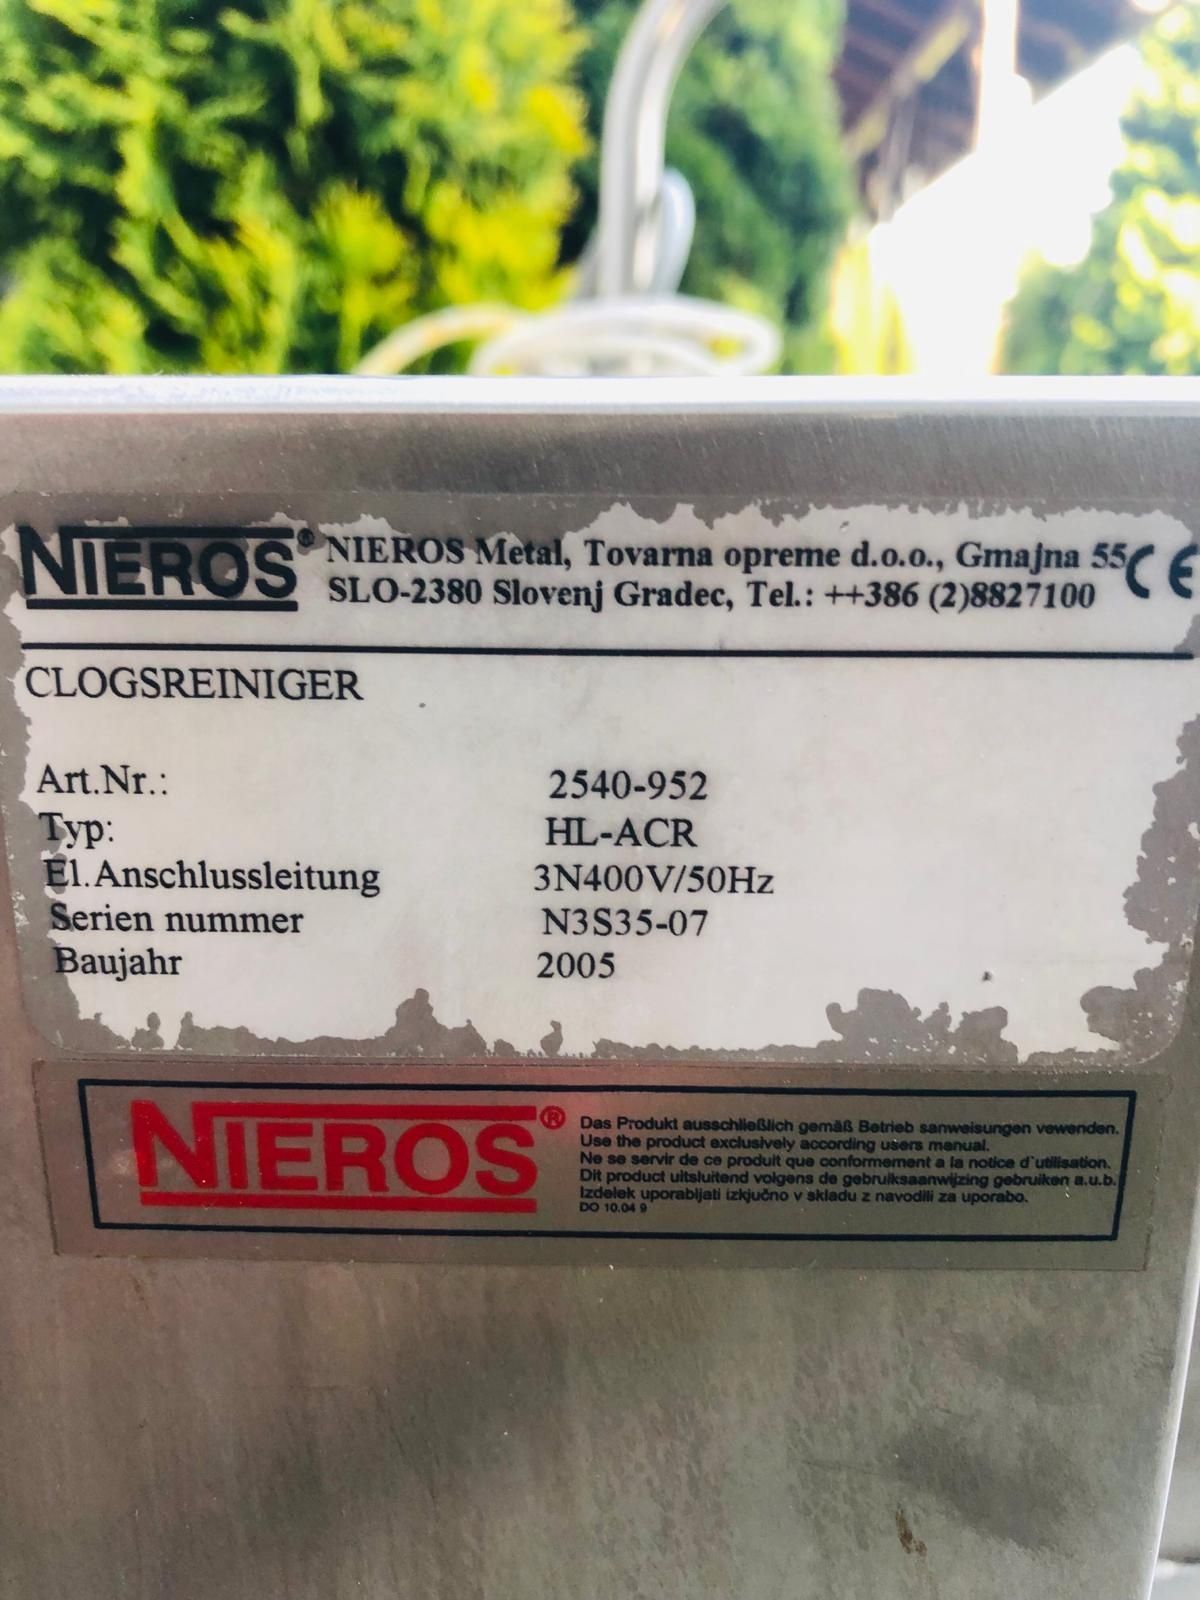 NIEROS® NIEROS Metal, Tovarna opreme d.o.o., Gmajna 55 CE
SLO-2380 Slovenj Gradec, Tel.: ++386 (2)8827100
CLOGSREINIGER
Art.Nr.: 2540-952
Typ: HL-ACR
El.Anschlussleitung 3N400V/50Hz
Serien nummer N3S35-07
Baujahr 2005
NIEROS®
Das Produkt ausschließlich gemäß Betrieb sanweisungen vewenden.
Use the product exclusively according users manual.
Ne se servir de ce produit que conformement a la notice d`utilisation.
Dit product uitsluitend volgens de gebruiksaanwijzing gebruiken a.u.b.
Izdelek uporabljati izkjučno v skladu z navodili za uporabo.
DO 10.04 9